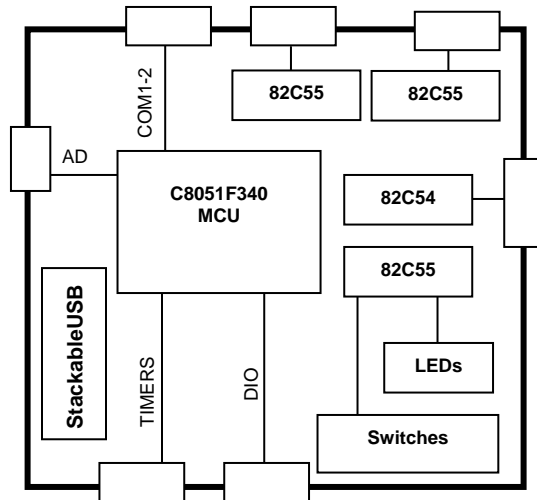 COM1-2
82C55
82C55
AD
C8051F340
MCU
82C54
82C55
StackableUSB
TIMERS
DIO
LEDs
Switches